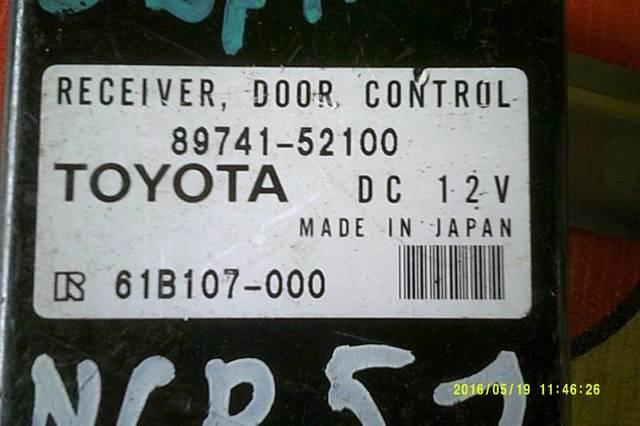 RECEIVER, DOOR CONTROL
89741-52100
TOYOTA DC 12V
MADE IN JAPAN
61B107-000
NCP51
2016/05/19 11:46:26